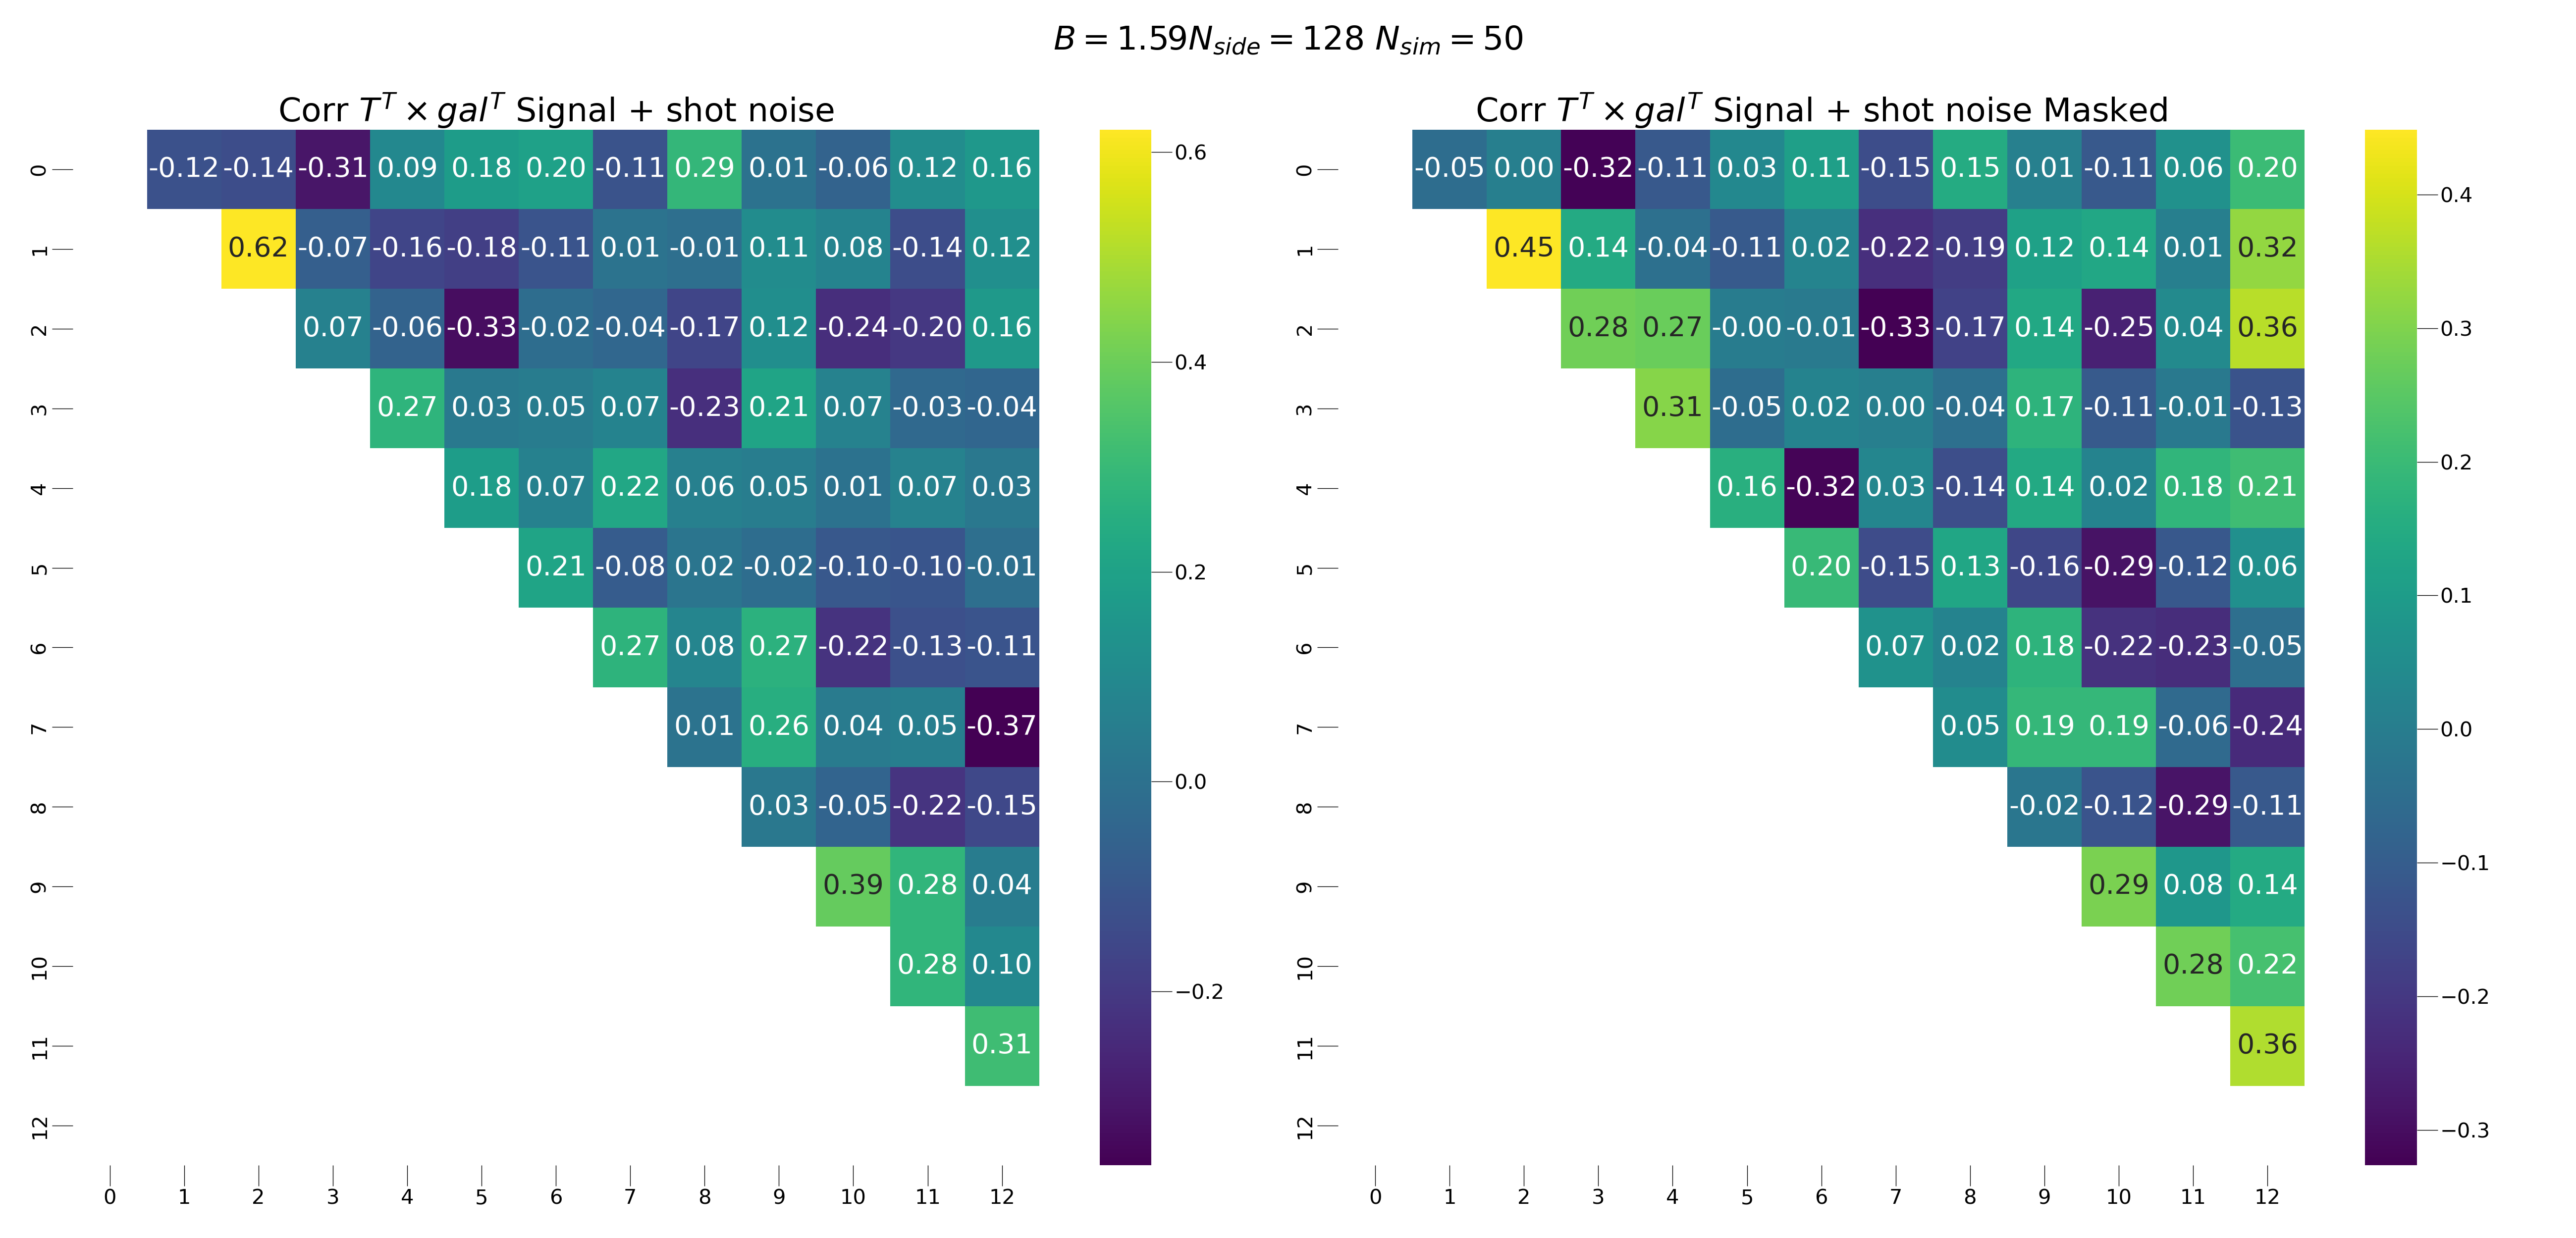 B = 1.59N_side = 128 N_sim = 50
Corr T^T × gal^T Signal + shot noise
0 -0.12 -0.14 -0.31 0.09 0.18 0.20 -0.11 0.29 0.01 -0.06 0.12 0.16
1 0.62 -0.07 -0.16 -0.18 -0.11 0.01 -0.01 0.11 0.08 -0.14 0.12
2 0.07 -0.06 -0.33 -0.02 -0.04 -0.17 0.12 -0.24 -0.20 0.16
3 0.27 0.03 0.05 0.07 -0.23 0.21 0.07 -0.03 -0.04
4 0.18 0.07 0.22 0.06 0.05 0.01 0.07 0.03
5 0.21 -0.08 0.02 -0.02 -0.10 -0.10 -0.01
6 0.27 0.08 0.27 -0.22 -0.13 -0.11
7 0.01 0.26 0.04 0.05 -0.37
8 0.03 -0.05 -0.22 -0.15
9 0.39 0.28 0.04
10 0.28 0.10
11 0.31
12
0 1 2 3 4 5 6 7 8 9 10 11 12
0.6
0.4
0.2
0.0
−0.2
Corr T^T × gal^T Signal + shot noise Masked
0 -0.05 0.00 -0.32 -0.11 0.03 0.11 -0.15 0.15 0.01 -0.11 0.06 0.20
1 0.45 0.14 -0.04 -0.11 0.02 -0.22 -0.19 0.12 0.14 0.01 0.32
2 0.28 0.27 -0.00 -0.01 -0.33 -0.17 0.14 -0.25 0.04 0.36
3 0.31 -0.05 0.02 0.00 -0.04 0.17 -0.11 -0.01 -0.13
4 0.16 -0.32 0.03 -0.14 0.14 0.02 0.18 0.21
5 0.20 -0.15 0.13 -0.16 -0.29 -0.12 0.06
6 0.07 0.02 0.18 -0.22 -0.23 -0.05
7 0.05 0.19 0.19 -0.06 -0.24
8 -0.02 -0.12 -0.29 -0.11
9 0.29 0.08 0.14
10 0.28 0.22
11 0.36
12
0 1 2 3 4 5 6 7 8 9 10 11 12
0.4
0.3
0.2
0.1
0.0
−0.1
−0.2
−0.3